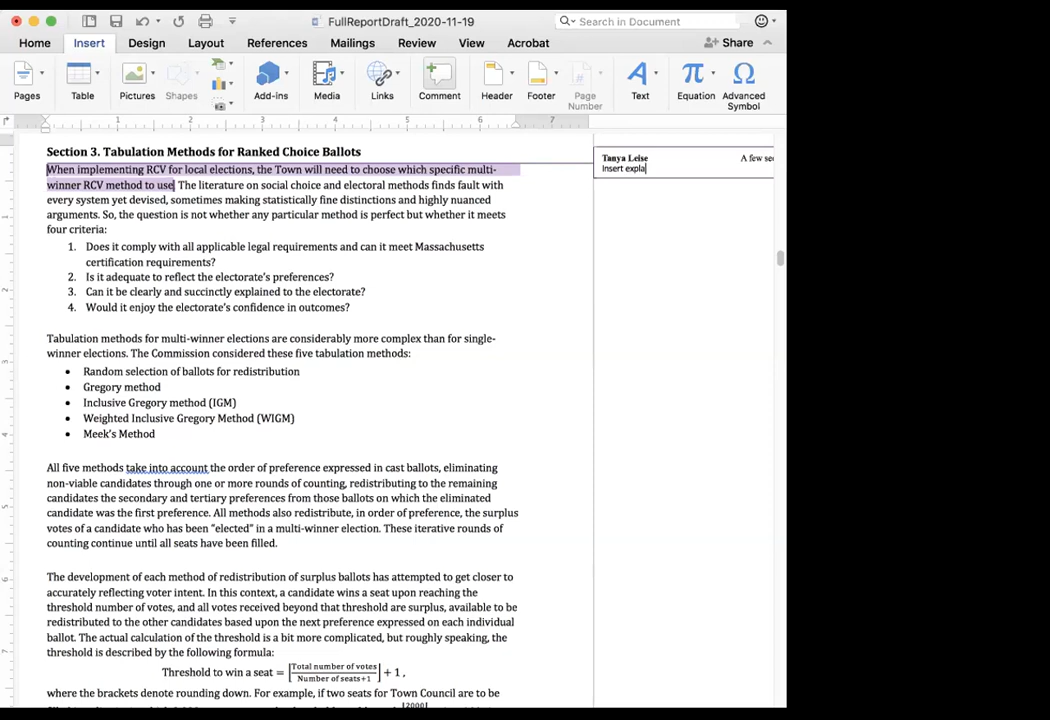 FullReportDraft_2020-11-19
Search in Document
Home Insert Design Layout References Mailings Review View Acrobat Share
Pages Table Pictures Shapes Add-ins Media Links Comment Header Footer Page Number Text Equation Advanced Symbol
1 2 3 4 5 6 7
Section 3. Tabulation Methods for Ranked Choice Ballots
When implementing RCV for local elections, the Town will need to choose which specific multi-
winner RCV method to use The literature on social choice and electoral methods finds fault with
every system yet devised, sometimes making statistically fine distinctions and highly nuanced
arguments. So, the question is not whether any particular method is perfect but whether it meets
four criteria:
1. Does it comply with all applicable legal requirements and can it meet Massachusetts
certification requirements?
2. Is it adequate to reflect the electorate's preferences?
3. Can it be clearly and succinctly explained to the electorate?
4. Would it enjoy the electorate's confidence in outcomes?
Tabulation methods for multi-winner elections are considerably more complex than for single-
winner elections. The Commission considered these five tabulation methods:
• Random selection of ballots for redistribution
• Gregory method
• Inclusive Gregory method (IGM)
• Weighted Inclusive Gregory Method (WIGM)
• Meek's Method
All five methods take into account the order of preference expressed in cast ballots, eliminating
non-viable candidates through one or more rounds of counting, redistributing to the remaining
candidates the secondary and tertiary preferences from those ballots on which the eliminated
candidate was the first preference. All methods also redistribute, in order of preference, the surplus
votes of a candidate who has been "elected" in a multi-winner election. These iterative rounds of
counting continue until all seats have been filled.
The development of each method of redistribution of surplus ballots has attempted to get closer to
accurately reflecting voter intent. In this context, a candidate wins a seat upon reaching the
threshold number of votes, and all votes received beyond that threshold are surplus, available to be
redistributed to the other candidates based upon the next preference expressed on each individual
ballot. The actual calculation of the threshold is a bit more complicated, but roughly speaking, the
threshold is described by the following formula:
Threshold to win a seat = ⌊Total number of votes / Number of seats+1⌋ + 1,
where the brackets denote rounding down. For example, if two seats for Town Council are to be
Tanya Leise A few sec
Insert expla